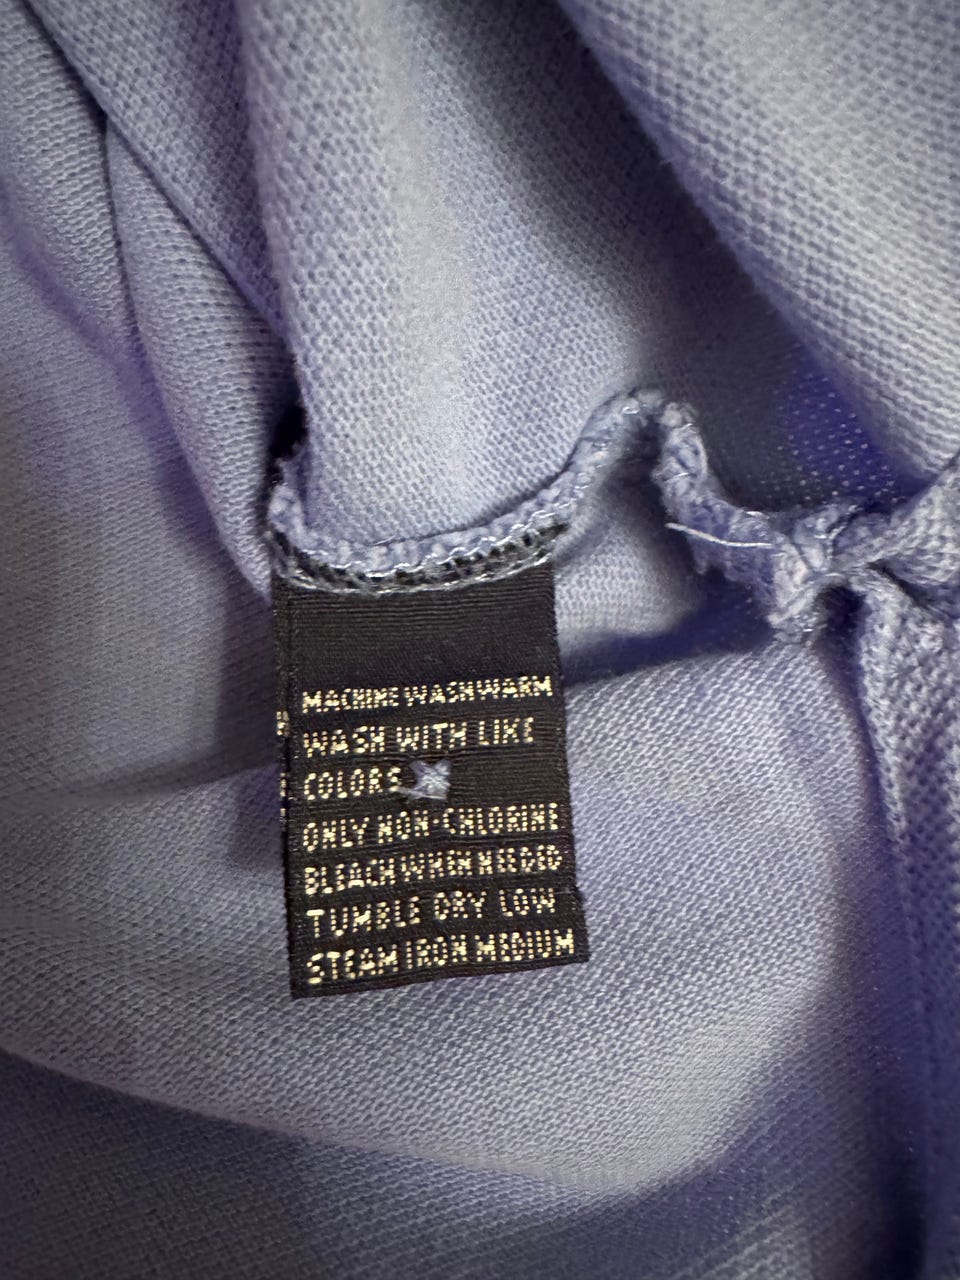 MACHINE WASH WARM
WASH WITH LIKE
COLORS
ONLY NON-CHLORINE
BLEACH WHEN NEEDED
TUMBLE DRY LOW
STEAM IRON MEDIUM